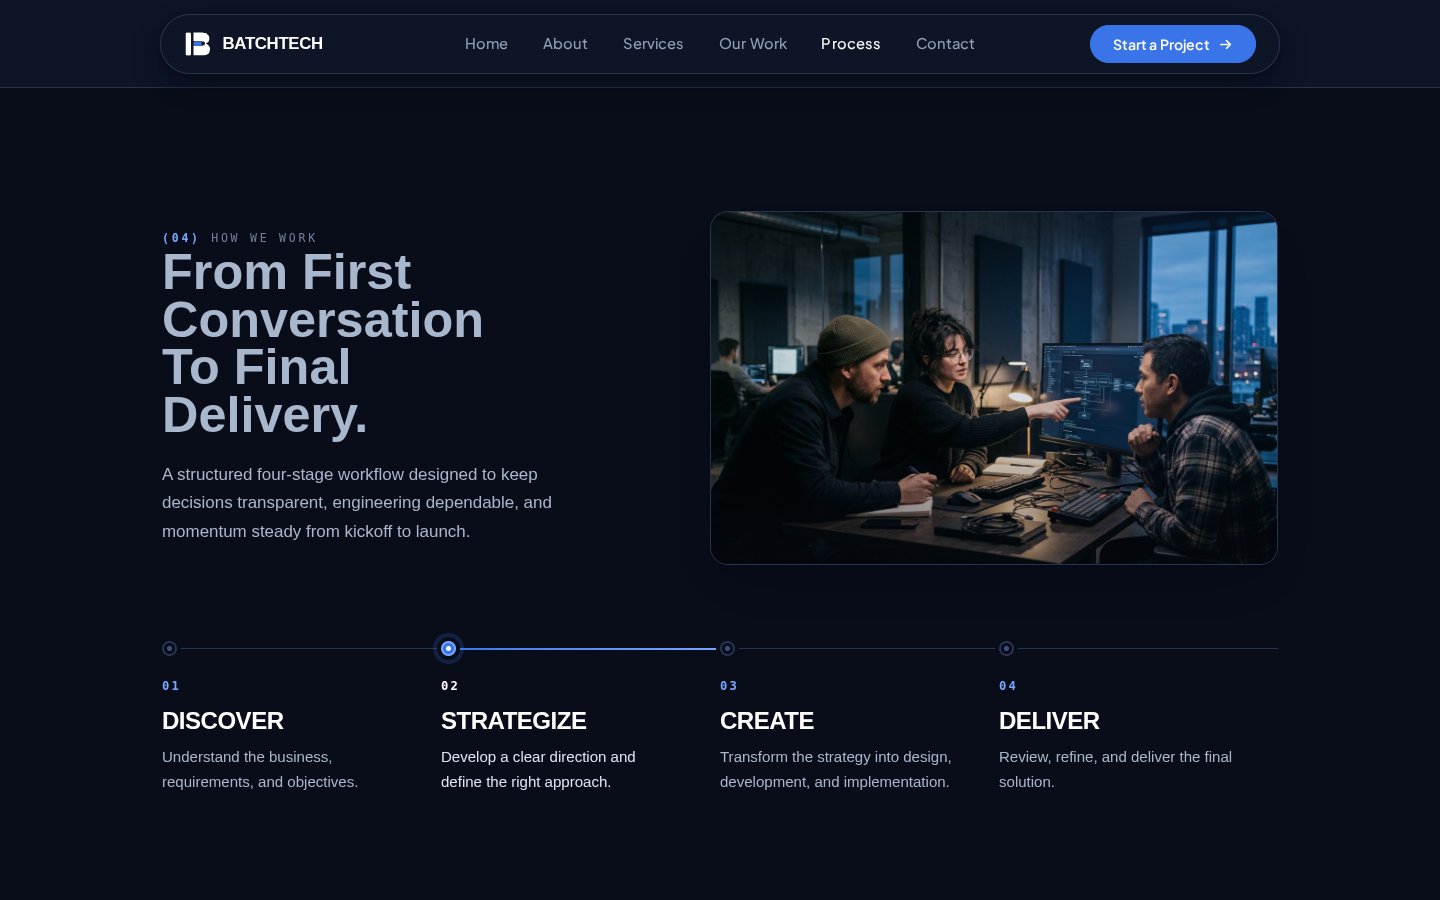 BATCHTECH
Home About Services Our Work Process Contact
Start a Project
(04) HOW WE WORK
From First
Conversation
To Final
Delivery.
A structured four-stage workflow designed to keep
decisions transparent, engineering dependable, and
momentum steady from kickoff to launch.
01
DISCOVER
Understand the business,
requirements, and objectives.
02
STRATEGIZE
Develop a clear direction and
define the right approach.
03
CREATE
Transform the strategy into design,
development, and implementation.
04
DELIVER
Review, refine, and deliver the final
solution.